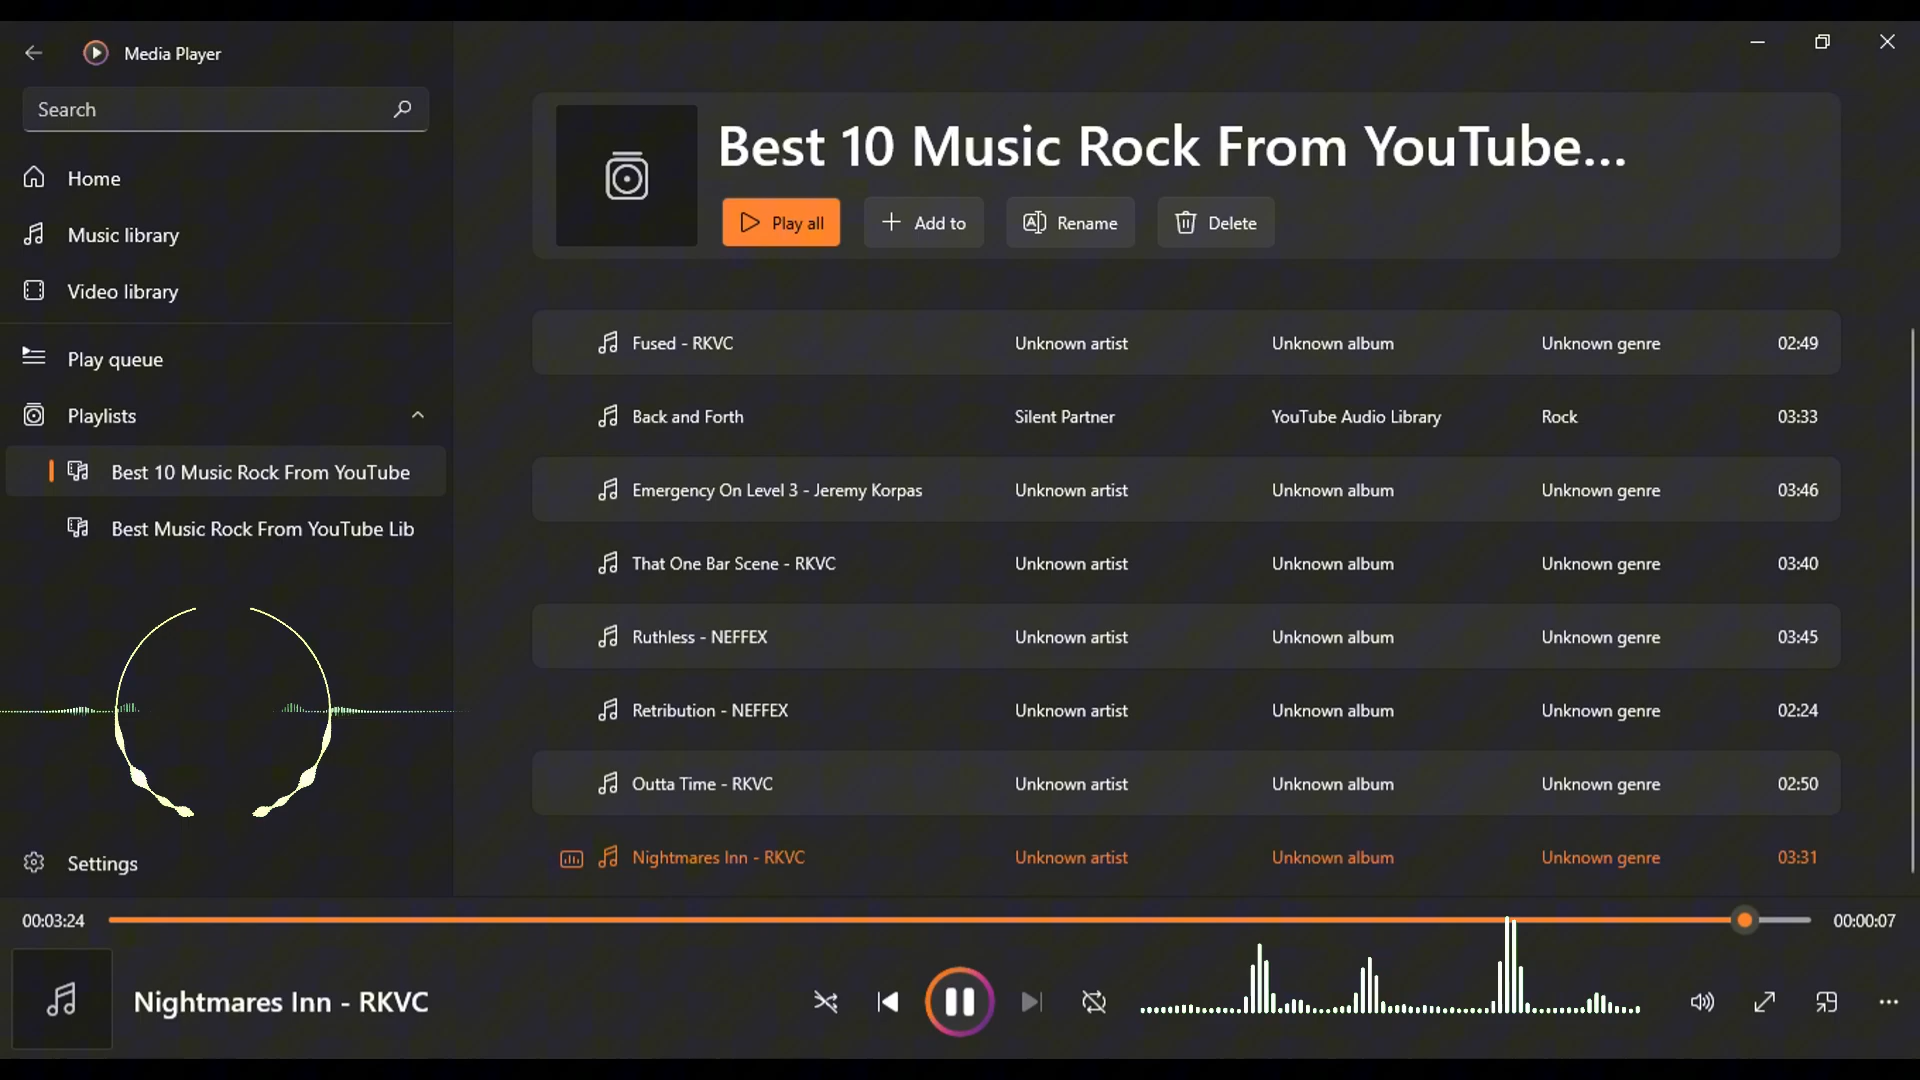 Media Player
Search
Home
Music library
Video library
Play queue
Playlists
Best 10 Music Rock From YouTube
Best Music Rock From YouTube Lib
Settings
Best 10 Music Rock From YouTube...
Play all Add to Rename Delete
Fused - RKVC Unknown artist Unknown album Unknown genre 02:49
Back and Forth Silent Partner YouTube Audio Library Rock 03:33
Emergency On Level 3 - Jeremy Korpas Unknown artist Unknown album Unknown genre 03:46
That One Bar Scene - RKVC Unknown artist Unknown album Unknown genre 03:40
Ruthless - NEFFEX Unknown artist Unknown album Unknown genre 03:45
Retribution - NEFFEX Unknown artist Unknown album Unknown genre 02:24
Outta Time - RKVC Unknown artist Unknown album Unknown genre 02:50
Nightmares Inn - RKVC Unknown artist Unknown album Unknown genre 03:31
00:03:24 00:00:07
Nightmares Inn - RKVC